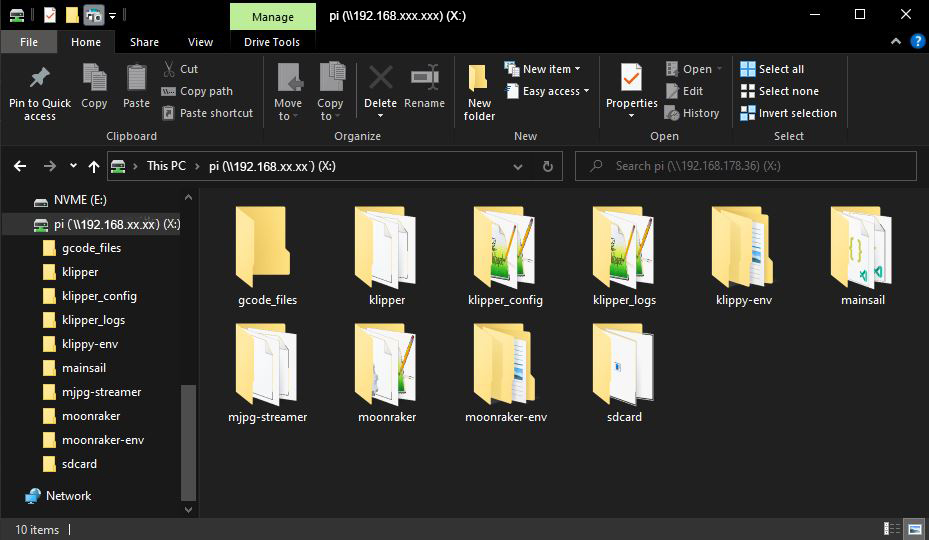 Manage
pi (\\192.168.xxx.xxx) (X:)
File
Home
Share
View
Drive Tools
Pin to Quick
access
Copy
Paste
Cut
Copy path
Paste shortcut
Clipboard
Move
to
Copy
to
Delete
Rename
Organize
New
folder
New item
Easy access
New
Properties
Open
Edit
History
Open
Select all
Select none
Invert selection
Select
This PC
pi (\\192.168.xx.xx ) (X:)
Search pi (\\192.168.178.36) (X:)
NVME (E:)
pi (\\192.168.xx.xx) (X:)
gcode_files
klipper
klipper_config
klipper_logs
klippy-env
mainsail
mjpg-streamer
moonraker
moonraker-env
sdcard
Network
gcode_files
klipper
klipper_config
klipper_logs
klippy-env
mainsail
mjpg-streamer
moonraker
moonraker-env
sdcard
10 items